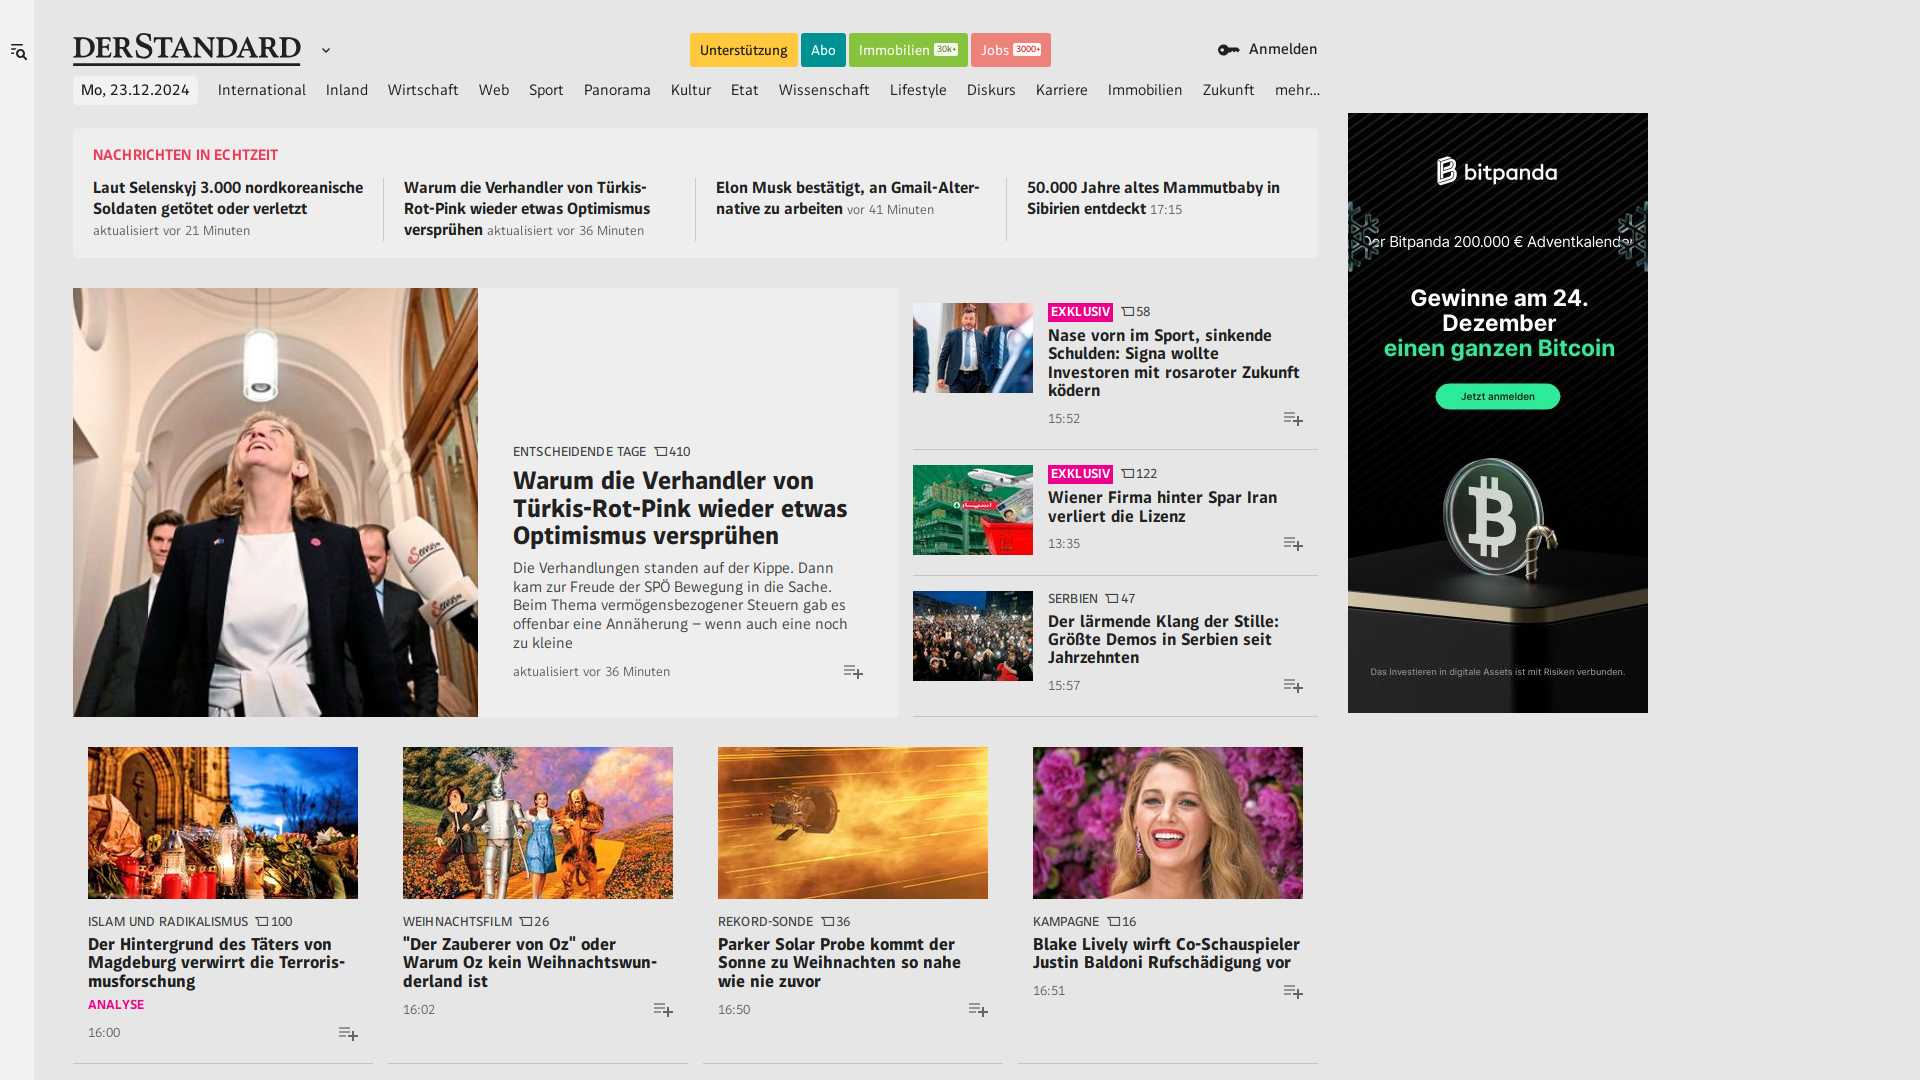 DERSTANDARD
Unterstützung
Abo
Immobilien 30k+
Jobs 3000+
Anmelden
Mo, 23.12.2024
International
Inland
Wirtschaft
Web
Sport
Panorama
Kultur
Etat
Wissenschaft
Lifestyle
Diskurs
Karriere
Immobilien
Zukunft
mehr...
NACHRICHTEN IN ECHTZEIT
Laut Selenskyj 3.000 nordkoreanische
Soldaten getötet oder verletzt
aktualisiert vor 21 Minuten
Warum die Verhandler von Türkis-
Rot-Pink wieder etwas Optimismus
versprühen aktualisiert vor 36 Minuten
Elon Musk bestätigt, an Gmail-Alter-
native zu arbeiten vor 41 Minuten
50.000 Jahre altes Mammutbaby in
Sibirien entdeckt 17:15
ENTSCHEIDENDE TAGE 410
Warum die Verhandler von
Türkis-Rot-Pink wieder etwas
Optimismus versprühen
Die Verhandlungen standen auf der Kippe. Dann
kam zur Freude der SPÖ Bewegung in die Sache.
Beim Thema vermögensbezogener Steuern gab es
offenbar eine Annäherung – wenn auch eine noch
zu kleine
aktualisiert vor 36 Minuten
EXKLUSIV 58
Nase vorn im Sport, sinkende
Schulden: Signa wollte
Investoren mit rosaroter Zukunft
ködern
15:52
EXKLUSIV 122
Wiener Firma hinter Spar Iran
verliert die Lizenz
13:35
SERBIEN 47
Der lärmende Klang der Stille:
Größte Demos in Serbien seit
Jahrzehnten
15:57
bitpanda
Der Bitpanda 200.000 € Adventkalender
Gewinne am 24.
Dezember
einen ganzen Bitcoin
Jetzt anmelden
Das Investieren in digitale Assets ist mit Risiken verbunden.
ISLAM UND RADIKALISMUS 100
Der Hintergrund des Täters von
Magdeburg verwirrt die Terroris-
musforschung
ANALYSE
16:00
WEIHNACHTSFILM 26
"Der Zauberer von Oz" oder
Warum Oz kein Weihnachtswun-
derland ist
16:02
REKORD-SONDE 36
Parker Solar Probe kommt der
Sonne zu Weihnachten so nahe
wie nie zuvor
16:50
KAMPAGNE 16
Blake Lively wirft Co-Schauspieler
Justin Baldoni Rufschädigung vor
16:51